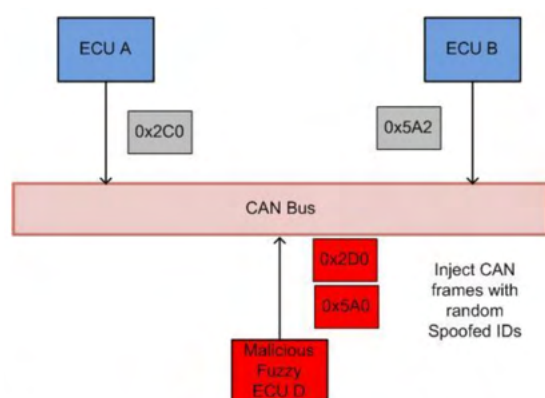 ECU A
ECU B
0x2C0
0x5A2
CAN Bus
0x2D0
0x5A0
Inject CAN
frames with
random
Spoofed IDs
Malicious
Fuzzy
ECU D